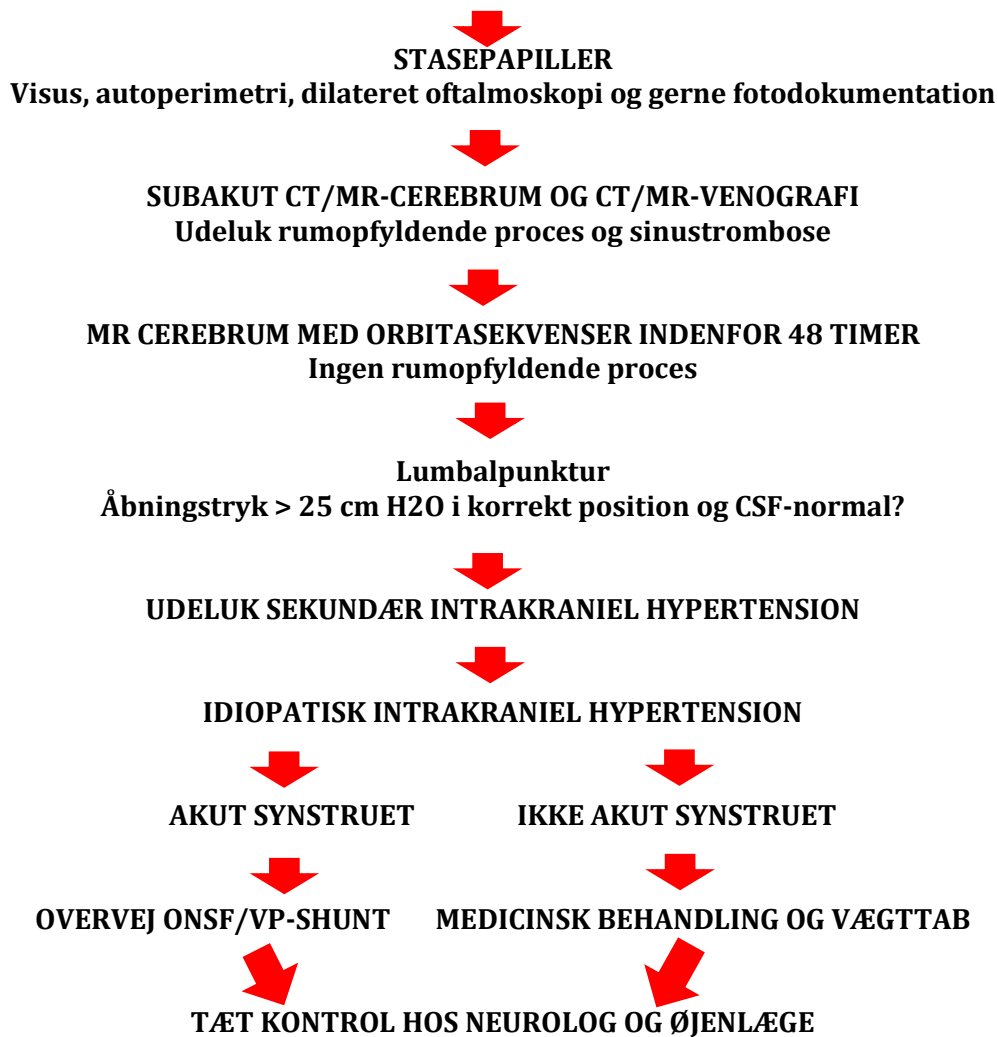 STASEPAPILLER
Visus, autoperimetri, dilateret oftalmoskopi og gerne fotodokumentation
SUBAKUT CT/MR-CEREBRUM OG CT/MR-VENOGRAFI
Udeluk rumopfyldende proces og sinustrombose
MR CEREBRUM MED ORBITASEKVENSER INDENFOR 48 TIMER
Ingen rumopfyldende proces
Lumbalpunktur
Åbningstryk > 25 cm H2O i korrekt position og CSF-normal?
UDELUK SEKUNDÆR INTRAKRANIEL HYPERTENSION
IDIOPATISK INTRAKRANIEL HYPERTENSION
AKUT SYNSTRUET
IKKE AKUT SYNSTRUET
OVERVEJ ONSF/VP-SHUNT
MEDICINSK BEHANDLING OG VÆGTTAB
TÆT KONTROL HOS NEUROLOG OG ØJENLÆGE